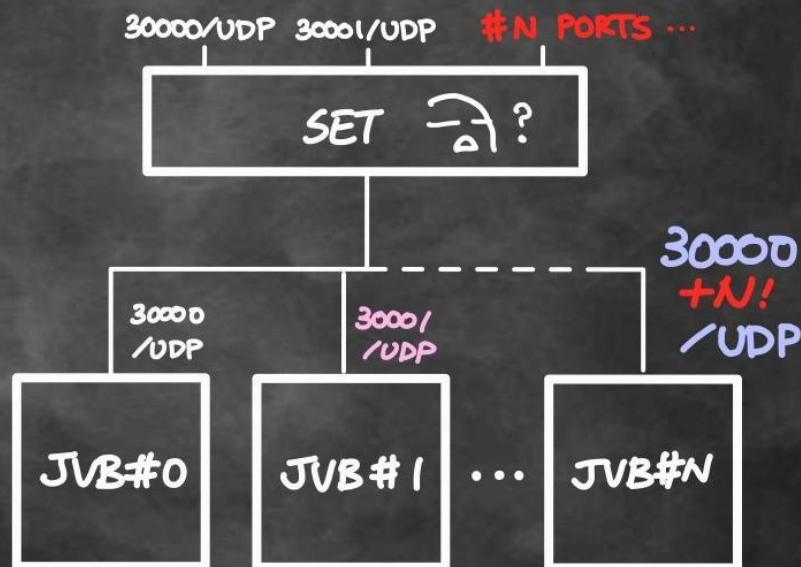 30000/UDP 30001/UDP #N PORTS ...
SET ?
30000
/UDP
30001
/UDP
30000
+N!
/UDP
JVB#0
JVB#1
...
JVB#N